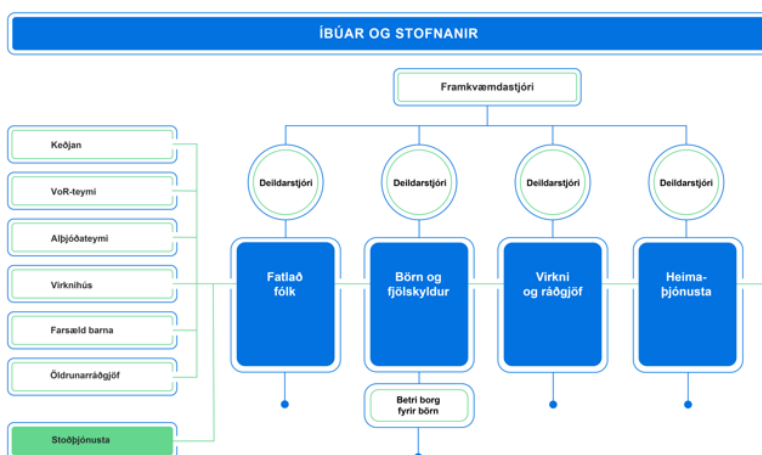 ÍBÚAR OG STOFNANIR
Framkvæmdastjóri
Keðjan
VoR-teymi
Alþjóðateymi
Virknihús
Farsæld barna
Öldrunarráðgjöf
Stoðþjónusta
Deildarstjóri
Deildarstjóri
Deildarstjóri
Deildarstjóri
Fatlað
fólk
Börn og
fjölskyldur
Virkni
og ráðgjöf
Heima-
þjónusta
Betri borg
fyrir börn